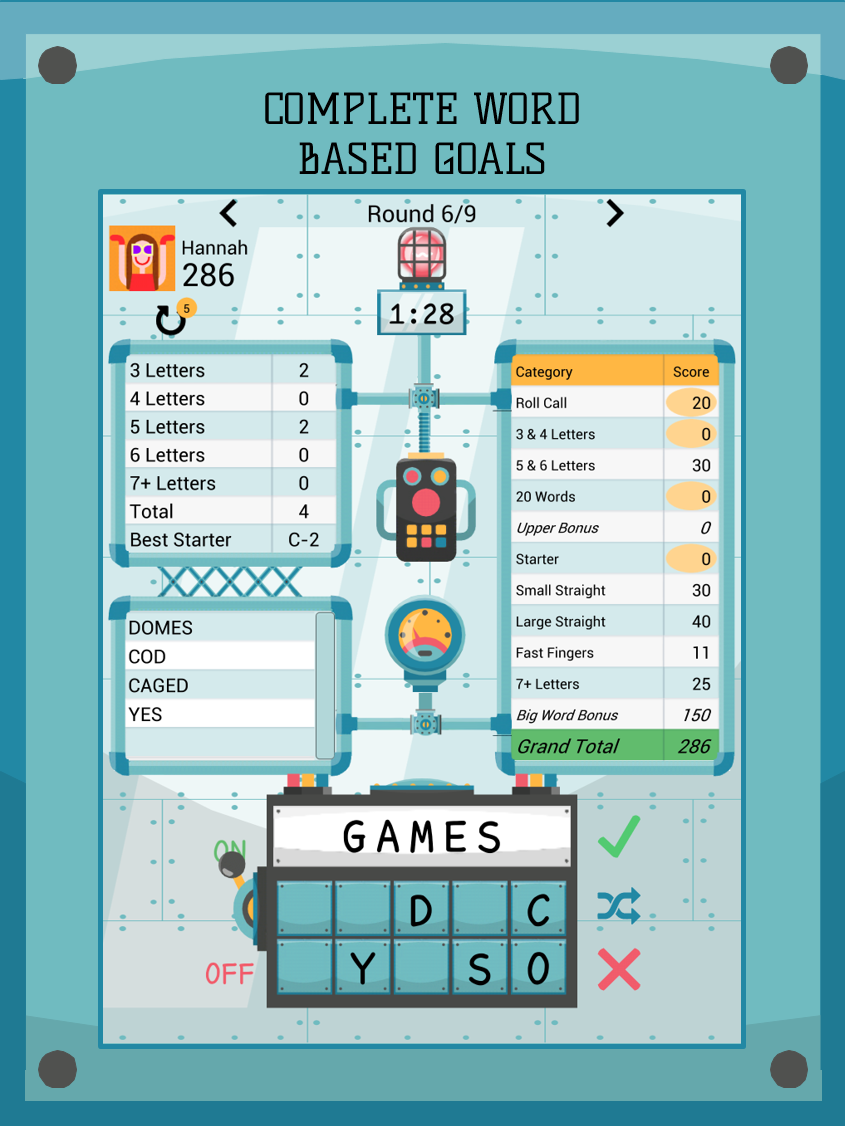 COMPLETE WORD
BASED GOALS
Round 6/9
Hannah
286
5
1:28
3 Letters 2
4 Letters 0
5 Letters 2
6 Letters 0
7+ Letters 0
Total 4
Best Starter C-2
DOMES
COD
CAGED
YES
Category Score
Roll Call 20
3 & 4 Letters 0
5 & 6 Letters 30
20 Words 0
Upper Bonus 0
Starter 0
Small Straight 30
Large Straight 40
Fast Fingers 11
7+ Letters 25
Big Word Bonus 150
Grand Total 286
GAMES
ON
D C
Y S O
OFF